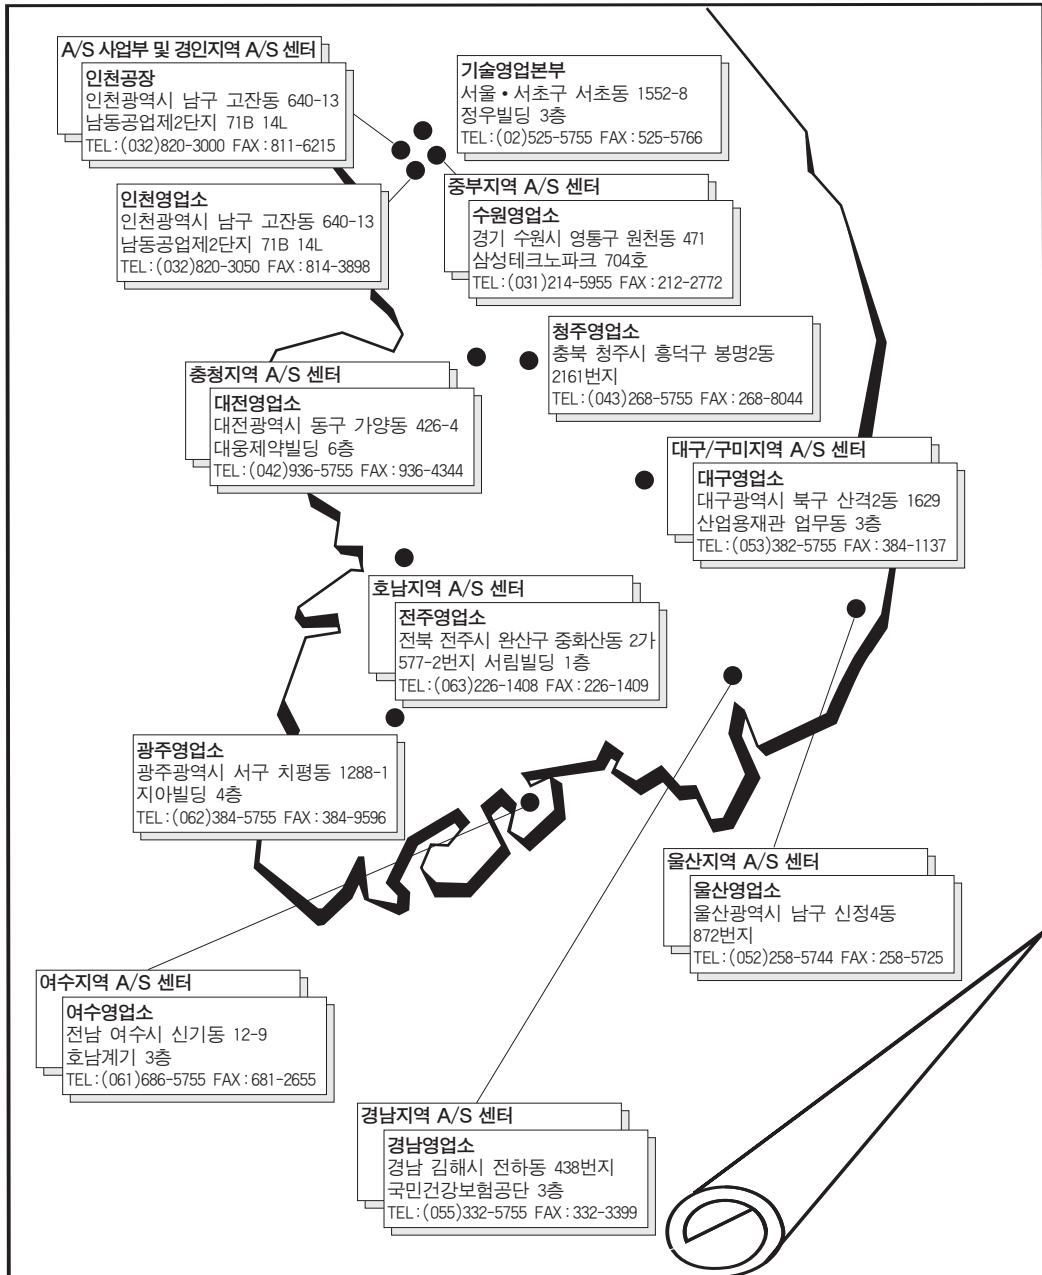 A/S 사업부 및 경인지역 A/S 센터
인천공장
인천광역시 남구 고잔동 640-13
남동공업제2단지 71B 14L
TEL:(032)820-3000 FAX:811-6215
기술영업본부
서울•서초구 서초동 1552-8
정우빌딩 3층
TEL:(02)525-5755 FAX:525-5766
인천영업소
인천광역시 남구 고잔동 640-13
남동공업제2단지 71B 14L
TEL:(032)820-3050 FAX:814-3898
중부지역 A/S 센터
수원영업소
경기 수원시 영통구 원천동 471
삼성테크노파크 704호
TEL:(031)214-5955 FAX:212-2772
청주영업소
충북 청주시 흥덕구 봉명2동
2161번지
TEL:(043)268-5755 FAX:268-8044
충청지역 A/S 센터
대전영업소
대전광역시 동구 가양동 426-4
대웅제약빌딩 6층
TEL:(042)936-5755 FAX:936-4344
대구/구미지역 A/S 센터
대구영업소
대구광역시 북구 산격2동 1629
산업용재관 업무동 3층
TEL:(053)382-5755 FAX:384-1137
호남지역 A/S 센터
전주영업소
전북 전주시 완산구 중화산동 2가
577-2번지 서림빌딩 1층
TEL:(063)226-1408 FAX:226-1409
광주영업소
광주광역시 서구 치평동 1288-1
지아빌딩 4층
TEL:(062)384-5755 FAX:384-9596
울산지역 A/S 센터
울산영업소
울산광역시 남구 신정4동
872번지
TEL:(052)258-5744 FAX:258-5725
여수지역 A/S 센터
여수영업소
전남 여수시 신기동 12-9
호남계기 3층
TEL:(061)686-5755 FAX:681-2655
경남지역 A/S 센터
경남영업소
경남 김해시 전하동 438번지
국민건강보험공단 3층
TEL:(055)332-5755 FAX:332-3399